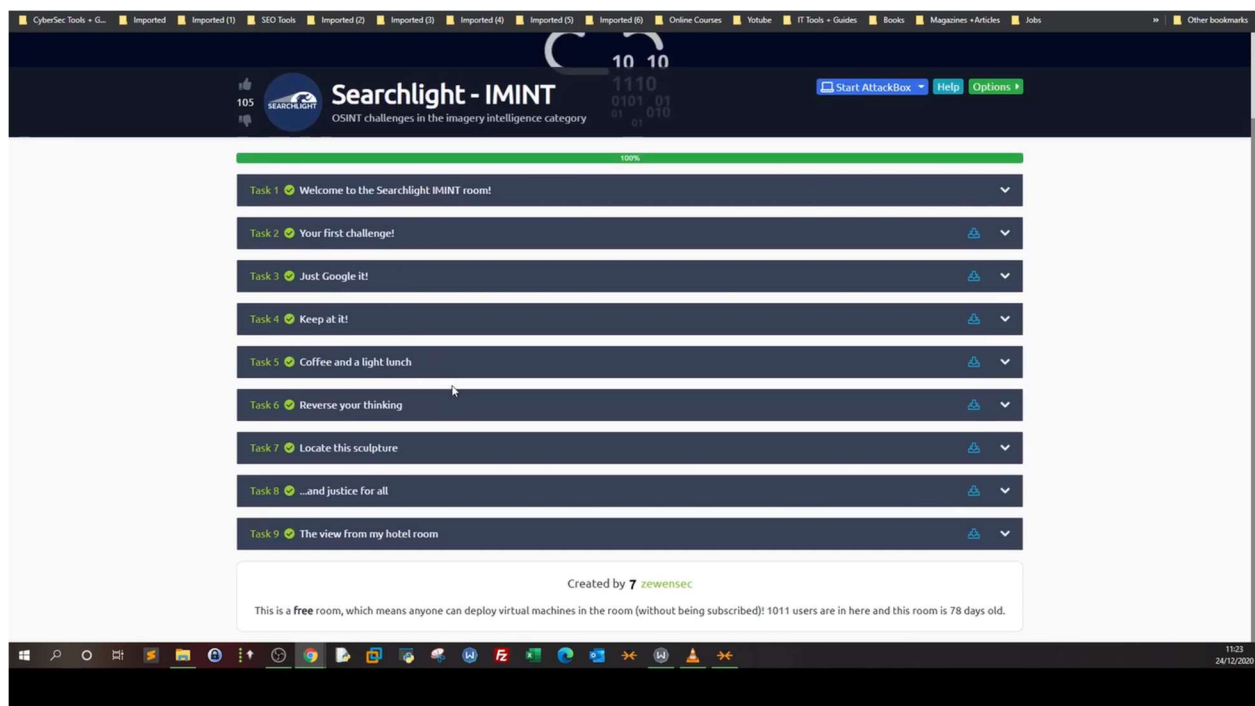 CyberSec Tools + G... Imported Imported (1) SEO Tools Imported (2) Imported (3) Imported (4) Imported (5) Imported (6) Online Courses Yotube IT Tools + Guides Books Magazines +Articles Jobs » Other bookmarks
10 10
1110
0101 01
01 010
01
105
SEARCHLIGHT
Searchlight - IMINT
OSINT challenges in the imagery intelligence category
Start AttackBox Help Options
100%
Task 1 Welcome to the Searchlight IMINT room!
Task 2 Your first challenge!
Task 3 Just Google it!
Task 4 Keep at it!
Task 5 Coffee and a light lunch
Task 6 Reverse your thinking
Task 7 Locate this sculpture
Task 8 ...and justice for all
Task 9 The view from my hotel room
Created by 7 zewensec
This is a free room, which means anyone can deploy virtual machines in the room (without being subscribed)! 1011 users are in here and this room is 78 days old.
11:23
24/12/2020